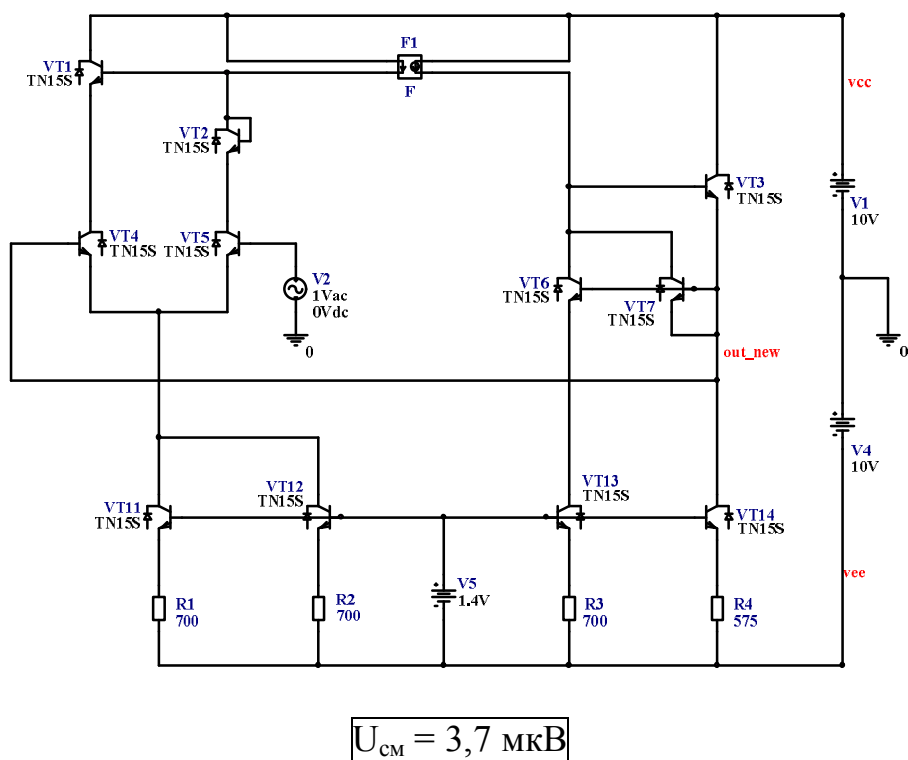 F1
F
VT1
TN15S
VT2
TN15S
vcc
VT3
TN15S
V1
10V
VT4
TN15S
VT5
TN15S
V2
1Vac
0Vdc
0
VT6
TN15S
VT7
TN15S
out_new
0
V4
10V
VT11
TN15S
VT12
TN15S
VT13
TN15S
VT14
TN15S
V5
1.4V
vee
R1
700
R2
700
R3
700
R4
575
Uсм = 3,7 мкВ